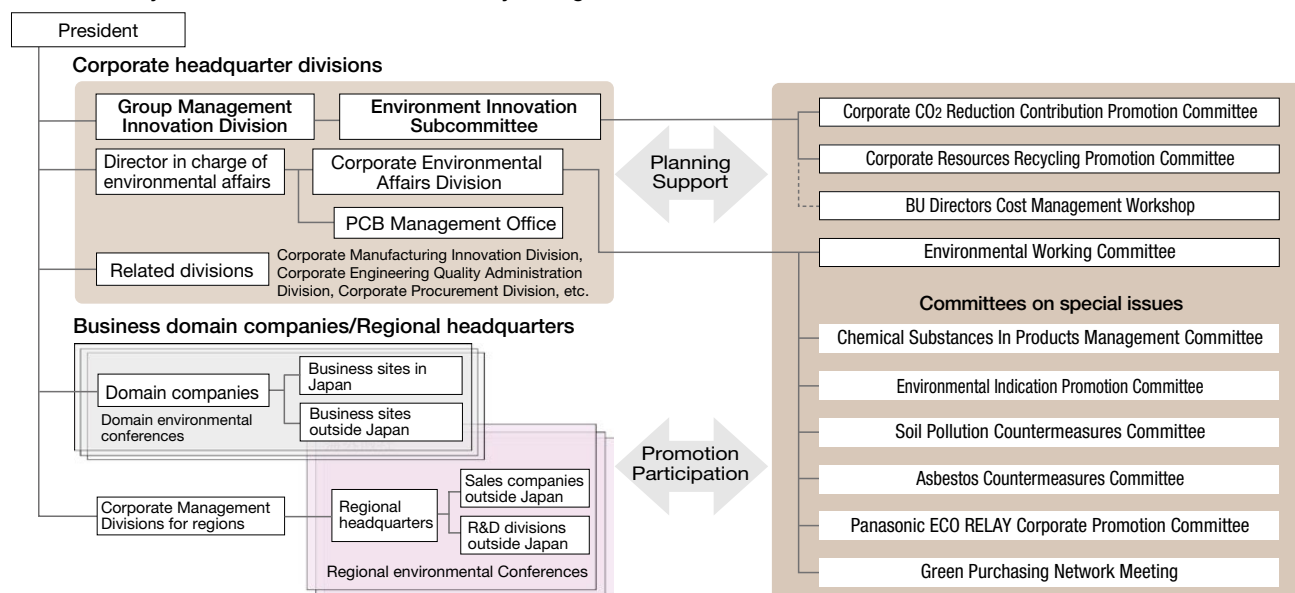 President
Corporate headquarter divisions
Group Management
Innovation Division
Environment Innovation
Subcommittee
Director in charge of
environmental affairs
Corporate Environmental
Affairs Division
PCB Management Office
Related divisions
Corporate Manufacturing Innovation Division,
Corporate Engineering Quality Administration
Division, Corporate Procurement Division, etc.
Planning
Support
Corporate CO2 Reduction Contribution Promotion Committee
Corporate Resources Recycling Promotion Committee
BU Directors Cost Management Workshop
Environmental Working Committee
Committees on special issues
Chemical Substances In Products Management Committee
Environmental Indication Promotion Committee
Soil Pollution Countermeasures Committee
Asbestos Countermeasures Committee
Panasonic ECO RELAY Corporate Promotion Committee
Green Purchasing Network Meeting
Business domain companies/Regional headquarters
Domain companies
Domain environmental
conferences
Business sites in
Japan
Business sites
outside Japan
Promotion
Participation
Corporate Management
Divisions for regions
Regional
headquarters
Sales companies
outside Japan
R&D divisions
outside Japan
Regional environmental Conferences